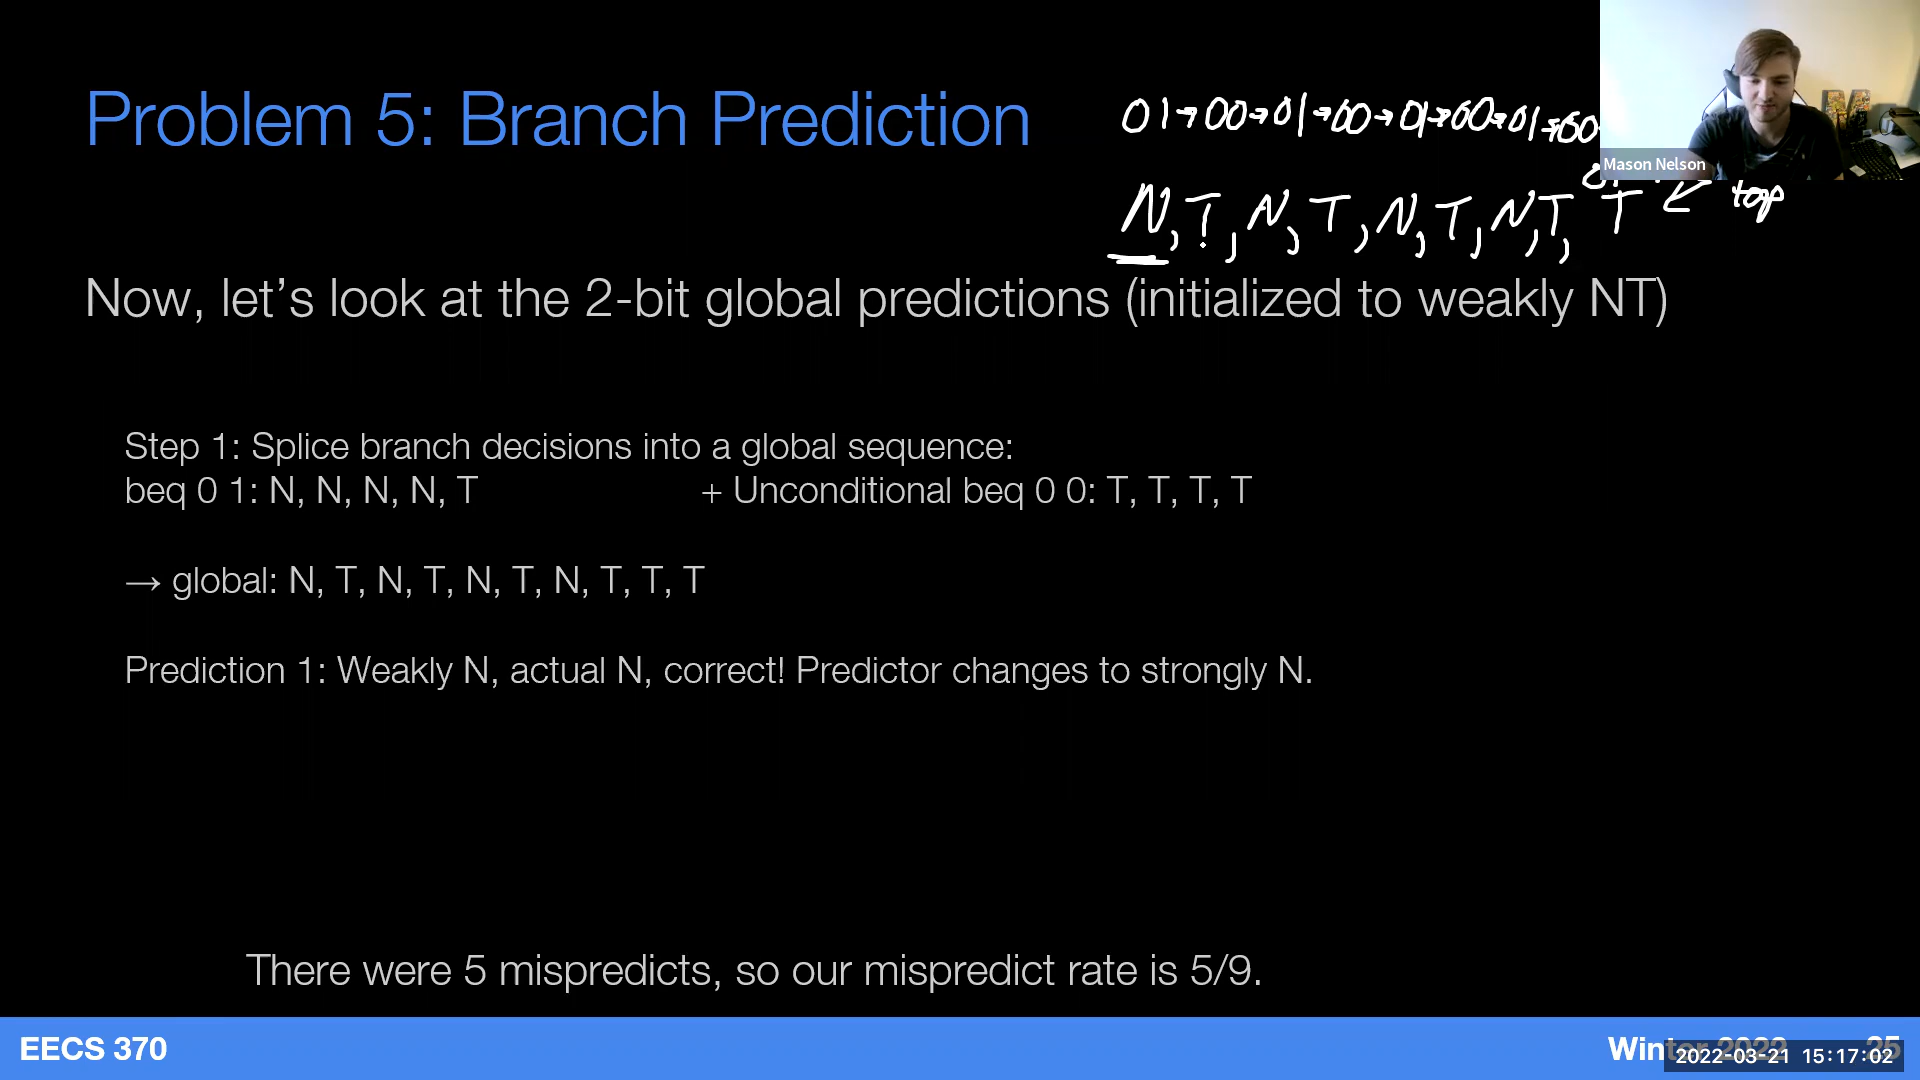 Problem 5: Branch Prediction
01→00→01→00→01→00→01→00
Mason Nelson
N, T, N, T, N, T, N, T, T
top
Now, let’s look at the 2-bit global predictions (initialized to weakly NT)
Step 1: Splice branch decisions into a global sequence:
beq 0 1: N, N, N, N, T + Unconditional beq 0 0: T, T, T, T
→ global: N, T, N, T, N, T, N, T, T, T
Prediction 1: Weakly N, actual N, correct! Predictor changes to strongly N.
There were 5 mispredicts, so our mispredict rate is 5/9.
EECS 370
Winter 2022 35
2022-03-21 15:17:02